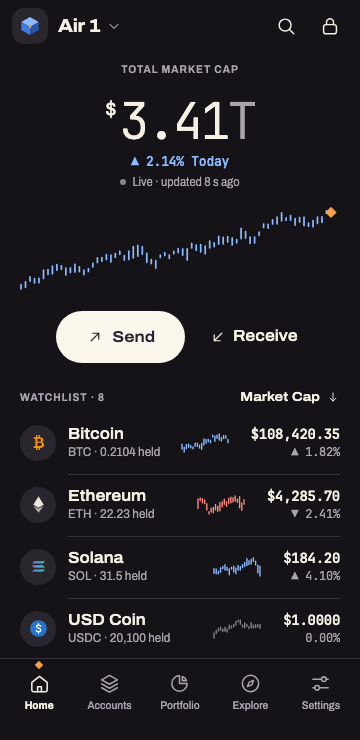 Air 1
TOTAL MARKET CAP
$3.41T
▲ 2.14% Today
Live · updated 8 s ago
Send
Receive
WATCHLIST · 8
Market Cap ↓
Bitcoin
$108,420.35
BTC · 0.2104 held
▲ 1.82%
Ethereum
$4,285.70
ETH · 22.23 held
▼ 2.41%
Solana
$184.20
SOL · 31.5 held
▲ 4.10%
USD Coin
$1.0000
USDC · 20,100 held
0.00%
Home
Accounts
Portfolio
Explore
Settings